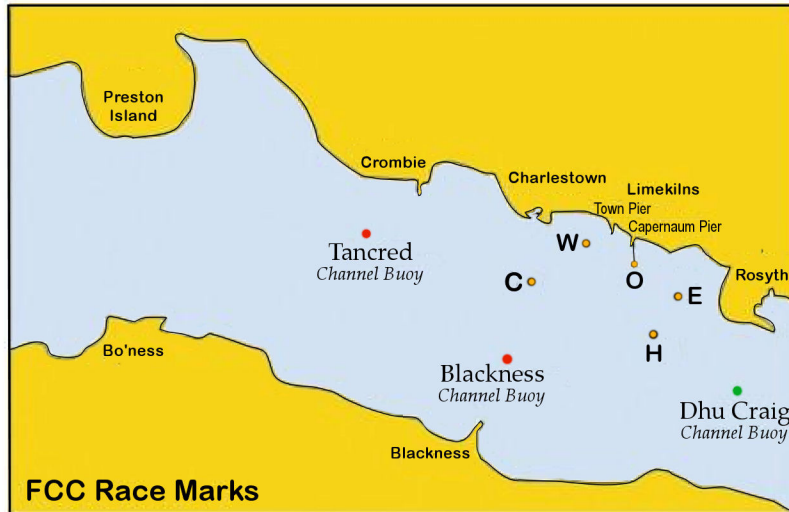 Preston
Island
Crombie
Charlestown
Limekilns
Town Pier
Capernaum Pier
W
Tancred
Channel Buoy
O
Rosyth
C
E
H
Bo'ness
Blackness
Channel Buoy
Dhu Craig
Channel Buoy
Blackness
FCC Race Marks